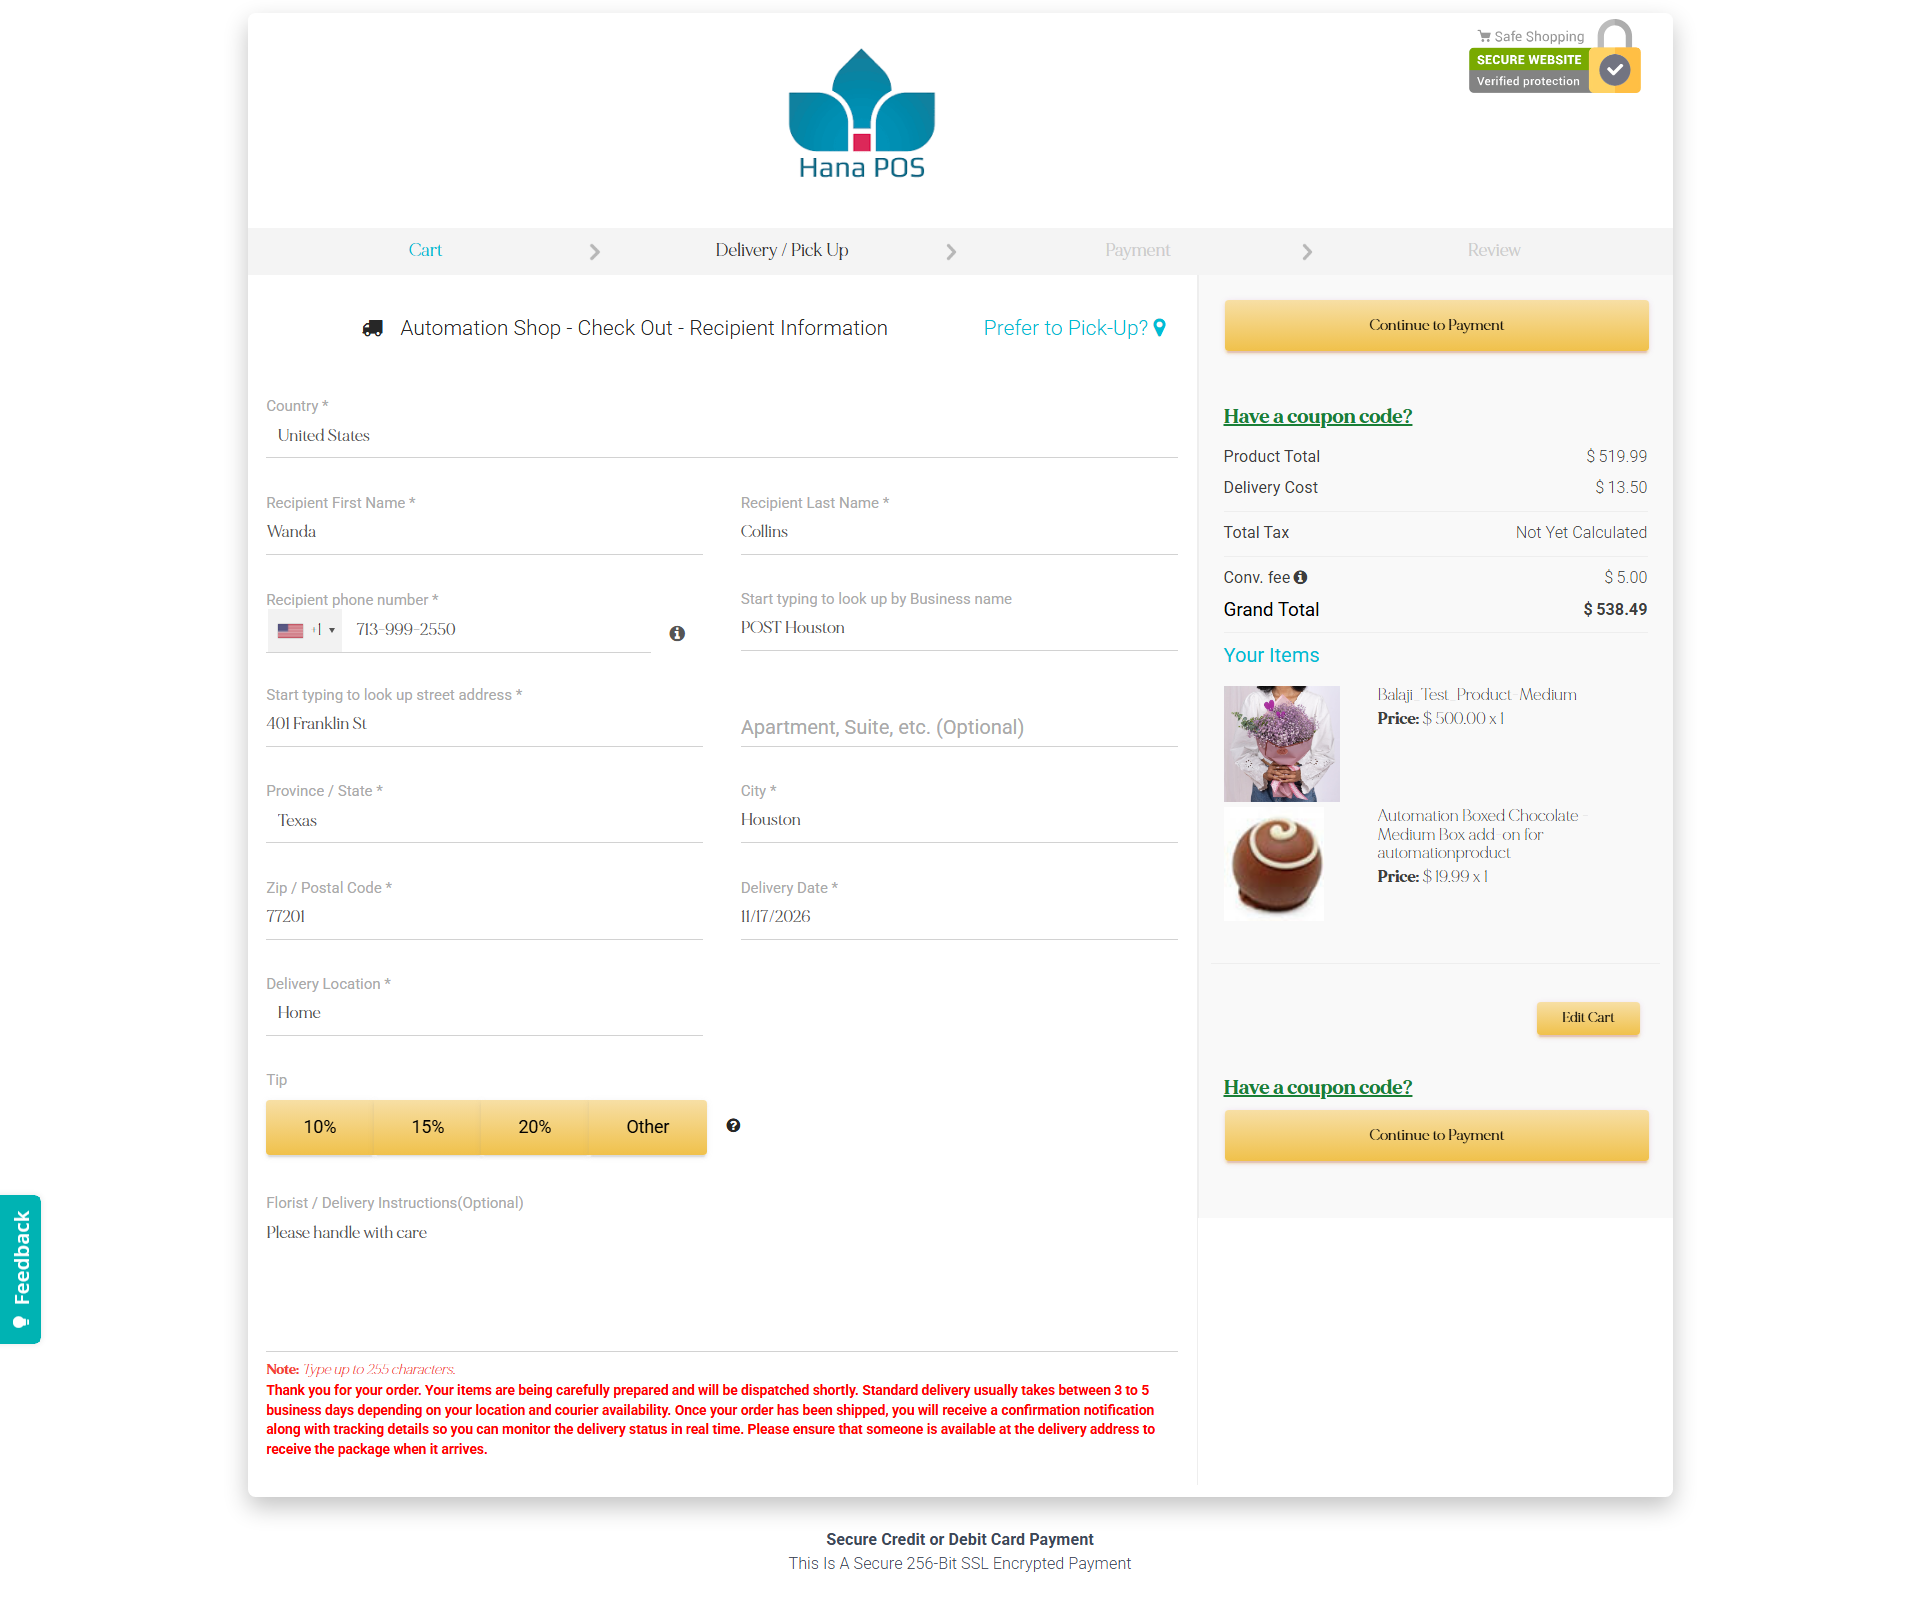 Safe Shopping
SECURE WEBSITE
Verified protection
Hana POS
Cart
Delivery / Pick Up
Payment
Review
Automation Shop - Check Out - Recipient Information
Prefer to Pick-Up?
Country *
United States
Recipient First Name *
Wanda
Recipient Last Name *
Collins
Recipient phone number *
+1
713-999-2550
Start typing to look up by Business name
POST Houston
Start typing to look up street address *
401 Franklin St
Apartment, Suite, etc. (Optional)
Province / State *
Texas
City *
Houston
Zip / Postal Code *
77201
Delivery Date *
11/17/2026
Delivery Location *
Home
Tip
10%
15%
20%
Other
Florist / Delivery Instructions(Optional)
Please handle with care
Note: Type up to 255 characters.
Thank you for your order. Your items are being carefully prepared and will be dispatched shortly. Standard delivery usually takes between 3 to 5
business days depending on your location and courier availability. Once your order has been shipped, you will receive a confirmation notification
along with tracking details so you can monitor the delivery status in real time. Please ensure that someone is available at the delivery address to
receive the package when it arrives.
Continue to Payment
Have a coupon code?
Product Total $ 519.99
Delivery Cost $ 13.50
Total Tax Not Yet Calculated
Conv. fee $ 5.00
Grand Total $ 538.49
Your Items
Balaji_Test_Product-Medium
Price: $ 500.00 x 1
Automation Boxed Chocolate -
Medium Box add-on for
automationproduct
Price: $ 19.99 x 1
Edit Cart
Have a coupon code?
Continue to Payment
Feedback
Secure Credit or Debit Card Payment
This Is A Secure 256-Bit SSL Encrypted Payment